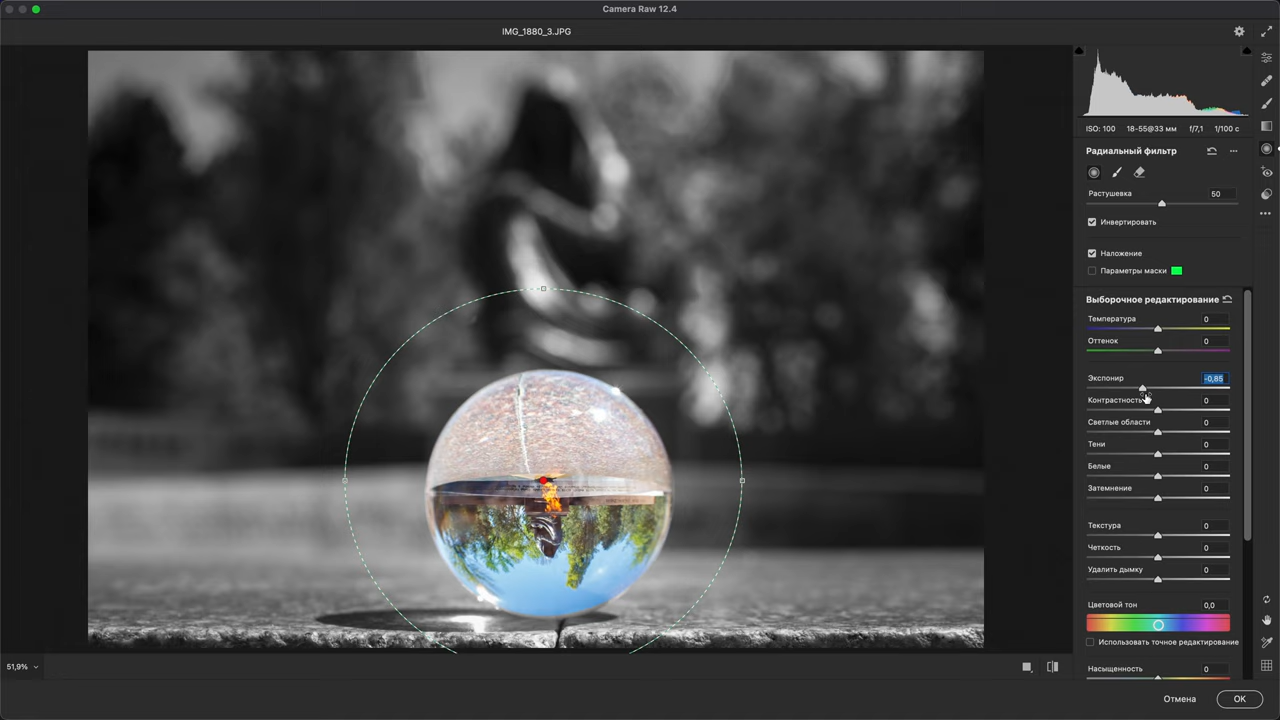 Camera Raw 12.4
IMG_1880_3.JPG
ISO: 100 18-55@33 мм f/7,1 1/100 с
Радиальный фильтр
Растушевка 50
Инвертировать
Наложение
Параметры маски
Выборочное редактирование
Температура 0
Оттенок 0
Экспонир -0,85
Контрастность 0
Светлые области 0
Тени 0
Белые 0
Затемнение 0
Текстура 0
Четкость 0
Удалить дымку 0
Цветовой тон 0,0
Использовать точное редактирование
Насыщенность 0
51,9%
Отмена OK